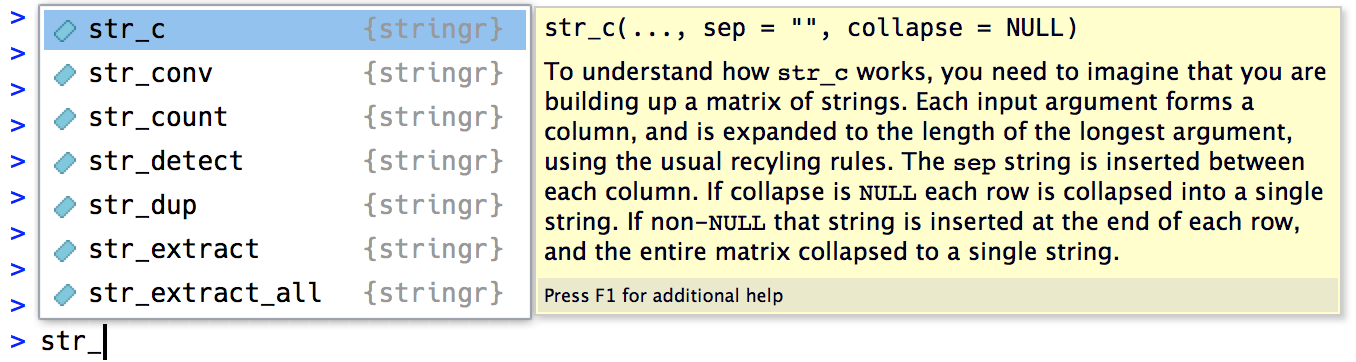 > str_c {stringr}
> str_conv {stringr}
> str_count {stringr}
> str_detect {stringr}
> str_dup {stringr}
> str_extract {stringr}
> str_extract_all {stringr}
>
>
> str_
str_c(..., sep = "", collapse = NULL)
To understand how str_c works, you need to imagine that you are
building up a matrix of strings. Each input argument forms a
column, and is expanded to the length of the longest argument,
using the usual recyling rules. The sep string is inserted between
each column. If collapse is NULL each row is collapsed into a single
string. If non-NULL that string is inserted at the end of each row,
and the entire matrix collapsed to a single string.
Press F1 for additional help